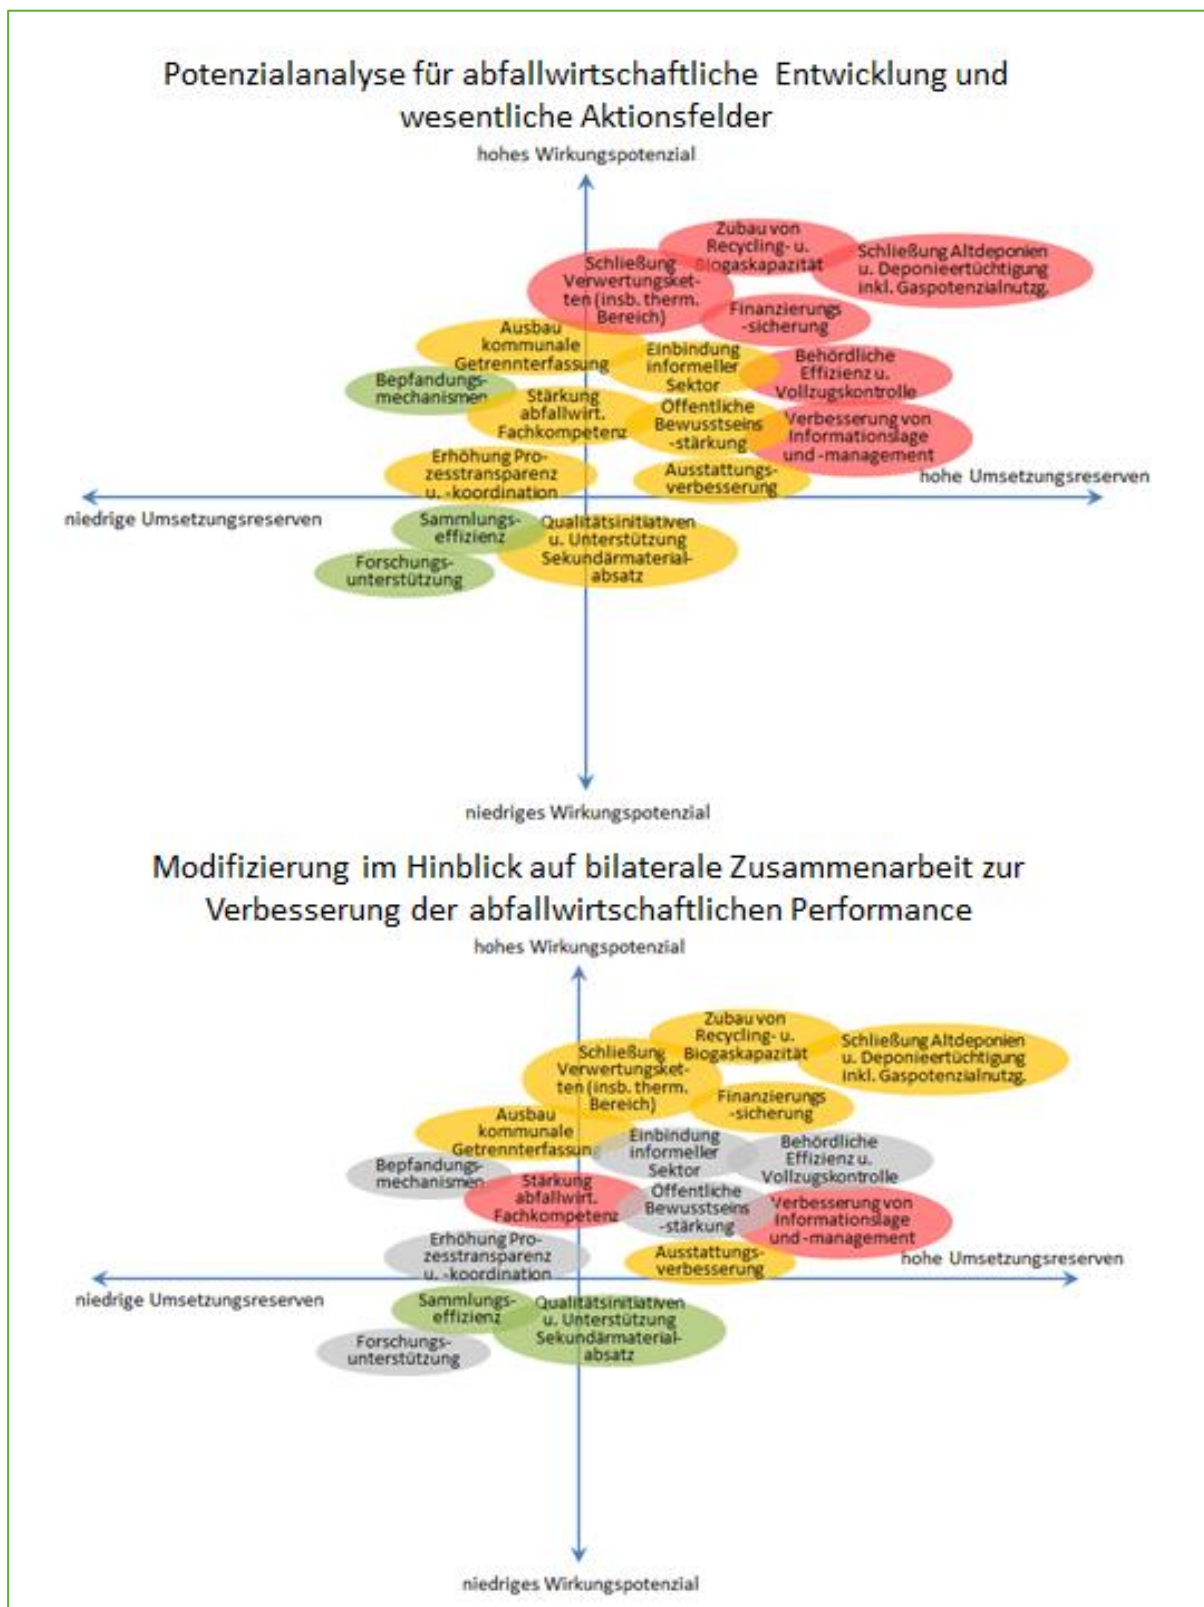 Potenzialanalyse für abfallwirtschaftliche Entwicklung und
wesentliche Aktionsfelder
hohes Wirkungspotenzial
Zubau von
Recycling- u.
Biogaskapazität
Schließung Altdeponien
u. Deponieertüchtigung
inkl. Gaspotenzialnutzg.
Schließung
Verwertungsket-
ten (insb. therm.
Bereich)
Finanzierungs
-sicherung
Ausbau
kommunale
Getrennterfassung
Einbindung
informeller
Sektor
Behördliche
Effizienz u.
Vollzugskontrolle
Bepfandungs-
mechanismen
Stärkung
abfallwirt.
Fachkompetenz
Öffentliche
Bewusstseins
-stärkung
Verbesserung von
Informationslage
und -management
Erhöhung Pro-
zesstransparenz
u. -koordination
Ausstattungs-
verbesserung
hohe Umsetzungsreserven
niedrige Umsetzungsreserven
Sammlungs-
effizienz
Qualitätsinitiativen
u. Unterstützung
Sekundärmaterial-
absatz
Forschungs-
unterstützung
niedriges Wirkungspotenzial
Modifizierung im Hinblick auf bilaterale Zusammenarbeit zur
Verbesserung der abfallwirtschaftlichen Performance
hohes Wirkungspotenzial
Zubau von
Recycling- u.
Biogaskapazität
Schließung Altdeponien
u. Deponieertüchtigung
inkl. Gaspotenzialnutzg.
Schließung
Verwertungsket-
ten (insb. therm.
Bereich)
Finanzierungs
-sicherung
Ausbau
kommunale
Getrennterfassung
Einbindung
informeller
Sektor
Behördliche
Effizienz u.
Vollzugskontrolle
Bepfandungs-
mechanismen
Stärkung
abfallwirt.
Fachkompetenz
Öffentliche
Bewusstseins
-stärkung
Verbesserung von
Informationslage
und -management
Erhöhung Pro-
zesstransparenz
u. -koordination
Ausstattungs-
verbesserung
hohe Umsetzungsreserven
niedrige Umsetzungsreserven
Sammlungs-
effizienz
Qualitätsinitiativen
u. Unterstützung
Sekundärmaterial-
absatz
Forschungs-
unterstützung
niedriges Wirkungspotenzial